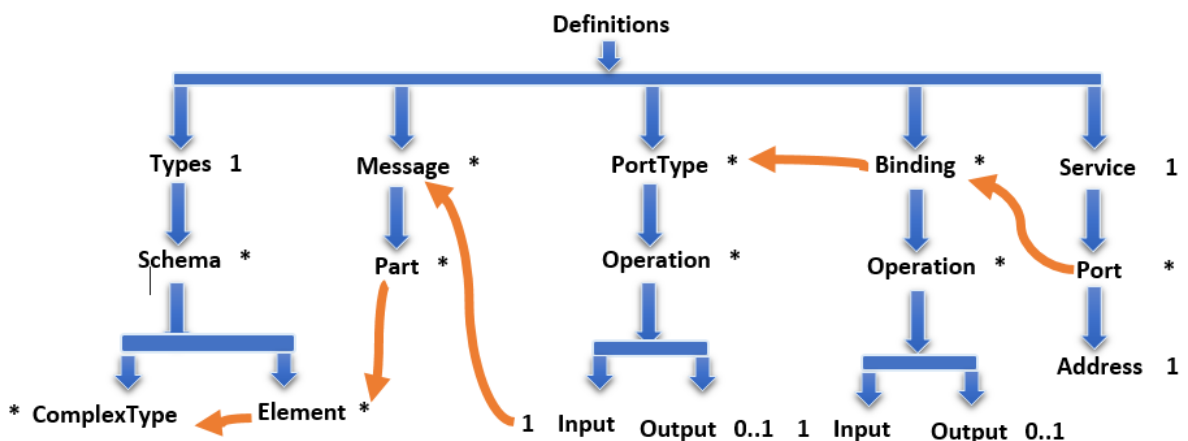 Definitions
Types 1 Message * PortType * Binding * Service 1
Schema * Part * Operation * Operation * Port *
Address 1
* ComplexType Element * 1 Input Output 0..1 1 Input Output 0..1